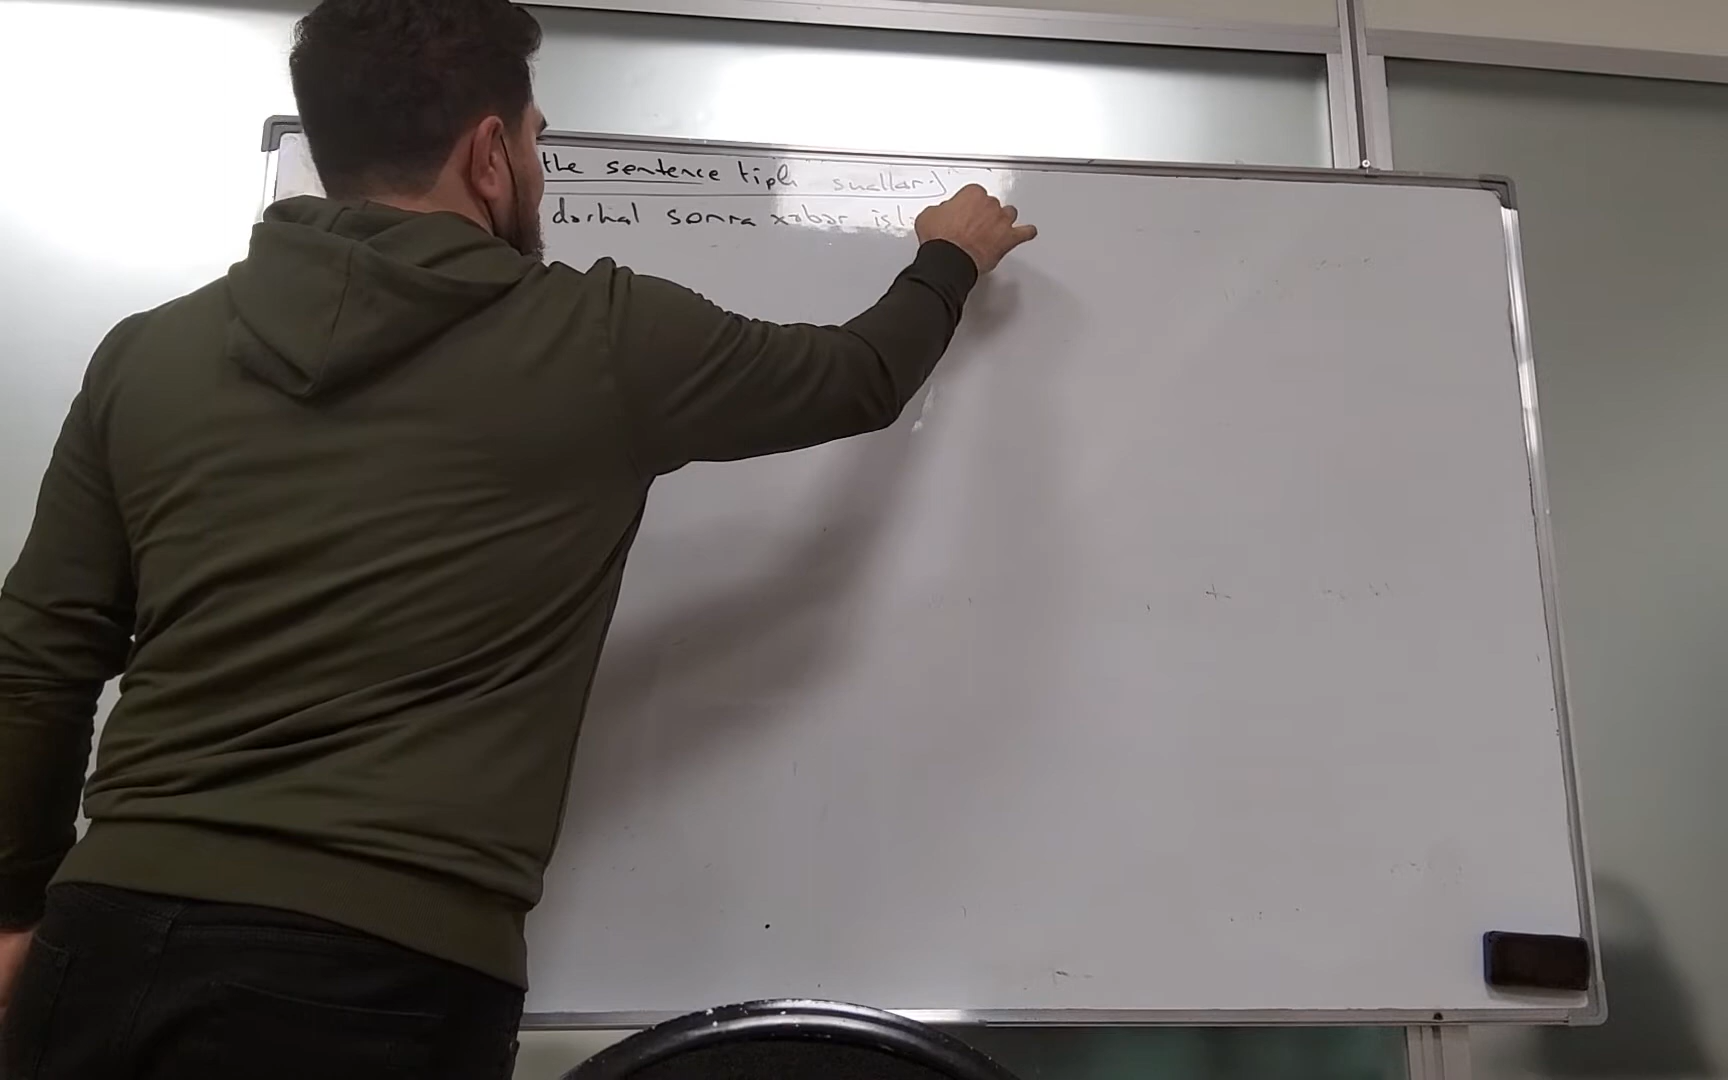 the sentence tipli suallar
dərhal sonra xəbər